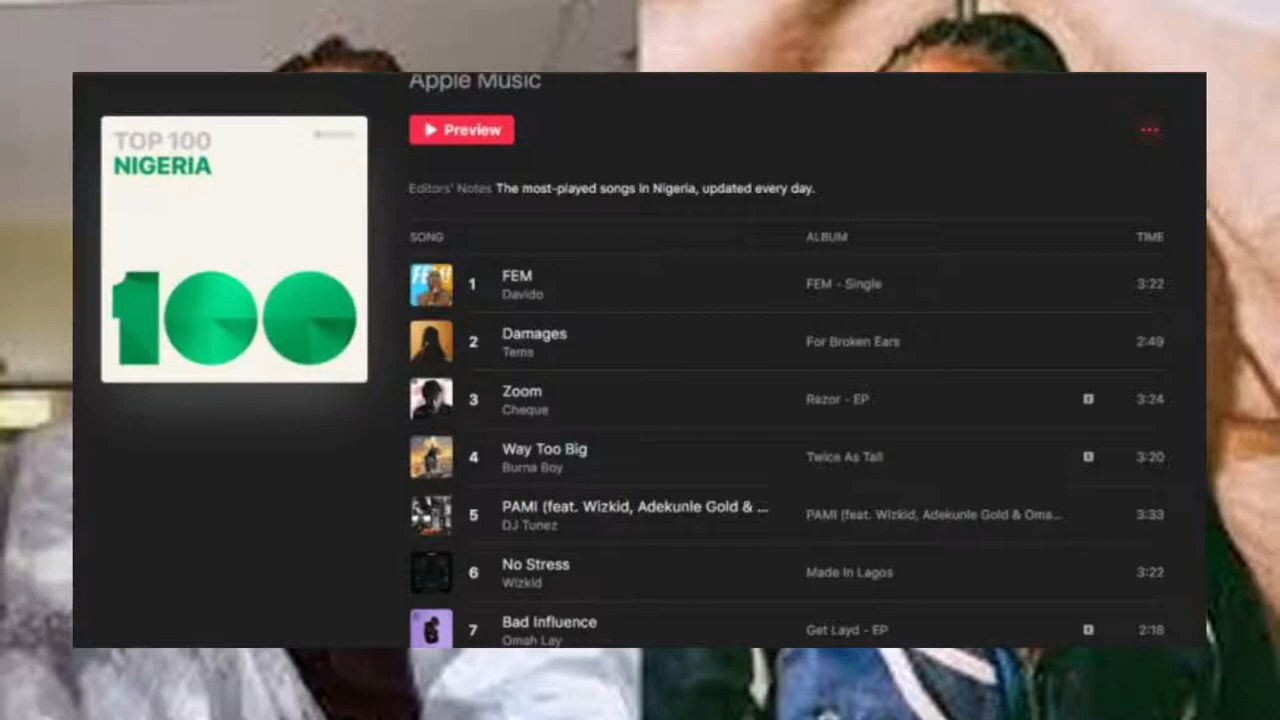 Apple Music
TOP 100
NIGERIA
100
Preview
Editors' Notes The most-played songs in Nigeria, updated every day.
SONG ALBUM TIME
FEM
1 FEM - Single 3:22
Davido
Damages
2 For Broken Ears 2:49
Tems
Zoom
3 Razor - EP E 3:24
Cheque
Way Too Big
4 Twice As Tall E 3:20
Burna Boy
PAMI (feat. Wizkid, Adekunle Gold & ...
5 PAMI (feat. Wizkid, Adekunle Gold & Oma... 3:33
DJ Tunez
No Stress
6 Made In Lagos 3:22
Wizkid
Bad Influence
7 Get Layd - EP E 2:18
Omah Lay